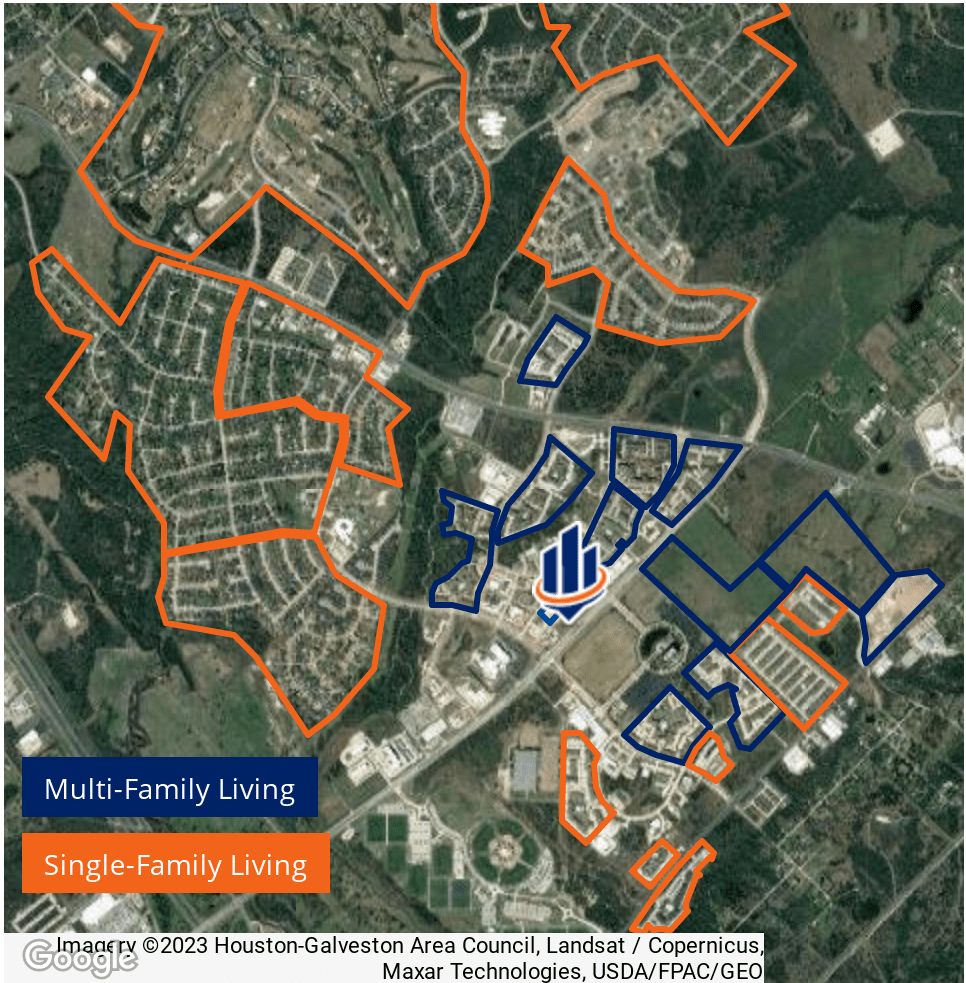 Multi-Family Living
Single-Family Living
Imagery ©2023 Houston-Galveston Area Council, Landsat / Copernicus,
Maxar Technologies, USDA/FPAC/GEO
Google